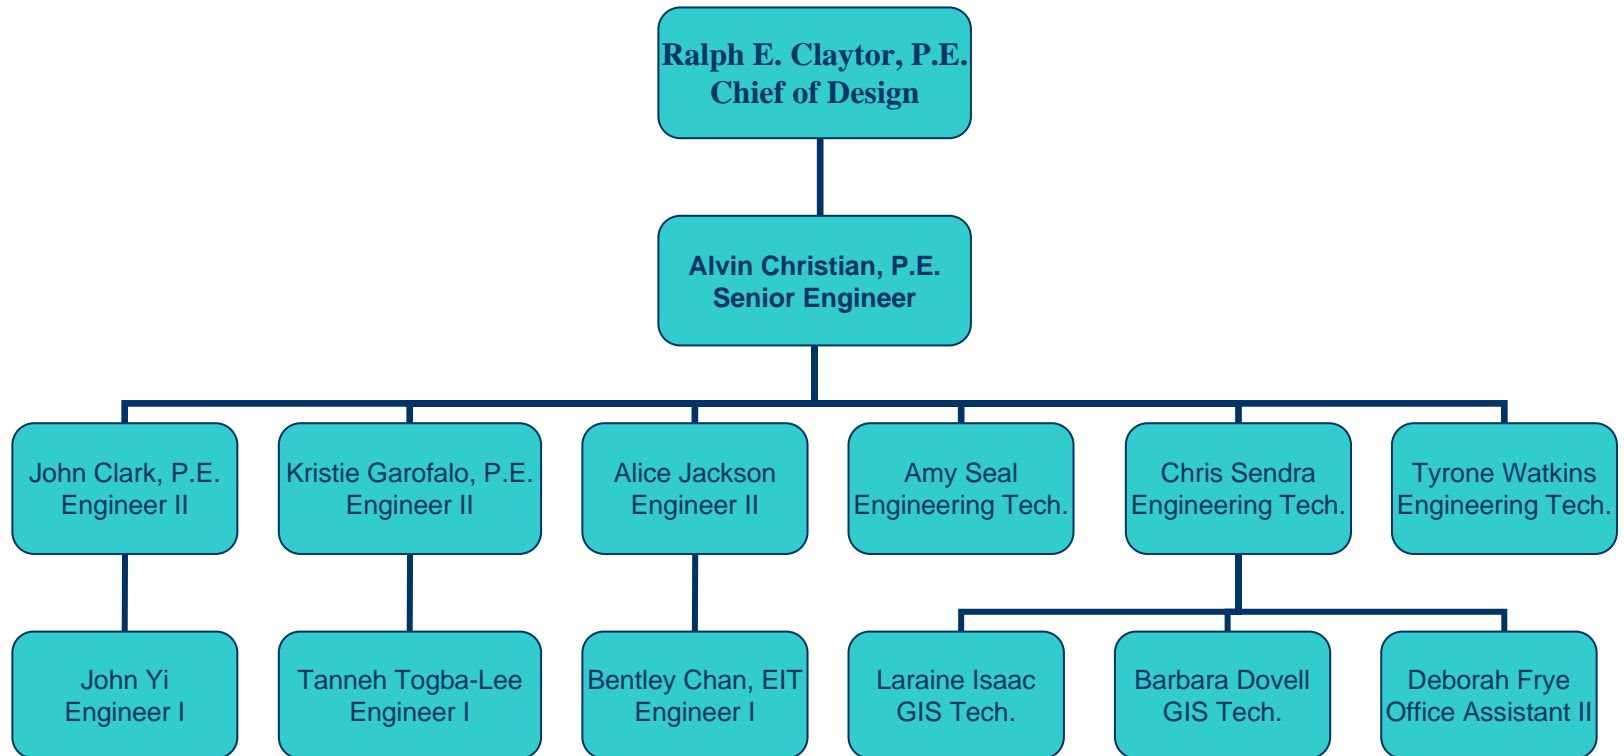 Ralph E. Claytor, P.E.
Chief of Design
Alvin Christian, P.E.
Senior Engineer
John Clark, P.E.
Engineer II
Kristie Garofalo, P.E.
Engineer II
Alice Jackson
Engineer II
Amy Seal
Engineering Tech.
Chris Sendra
Engineering Tech.
Tyrone Watkins
Engineering Tech.
John Yi
Engineer I
Tanneh Togba-Lee
Engineer I
Bentley Chan, EIT
Engineer I
Laraine Isaac
GIS Tech.
Barbara Dovell
GIS Tech.
Deborah Frye
Office Assistant II